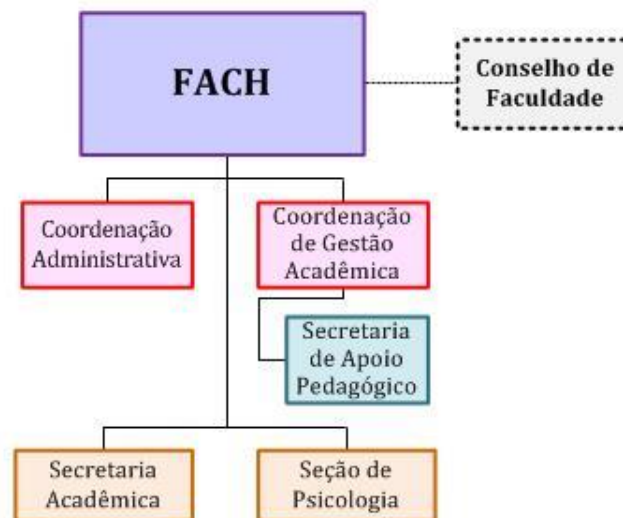 FACH
Conselho de
Faculdade
Coordenação
Administrativa
Coordenação
de Gestão
Acadêmica
Secretaria
de Apoio
Pedagógico
Secretaria
Acadêmica
Seção de
Psicologia